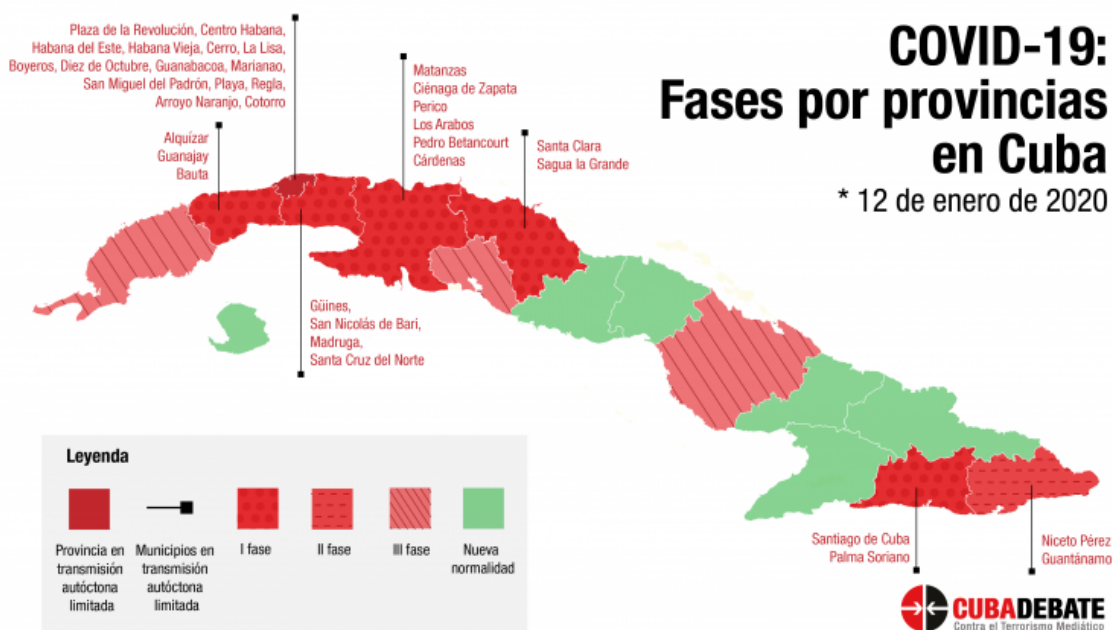 COVID-19:
Fases por provincias
en Cuba
* 12 de enero de 2020
Plaza de la Revolución, Centro Habana,
Habana del Este, Habana Vieja, Cerro, La Lisa,
Boyeros, Diez de Octubre, Guanabacoa, Marianao,
San Miguel del Padrón, Playa, Regla,
Arroyo Naranjo, Cotorro
Alquízar
Guanajay
Bauta
Matanzas
Ciénaga de Zapata
Perico
Los Arabos
Pedro Betancourt
Cárdenas
Santa Clara
Sagua la Grande
Güines,
San Nicolás de Bari,
Madruga,
Santa Cruz del Norte
Leyenda
Provincia en
transmisión
autóctona
limitada
Municipios en
transmisión
autóctona
limitada
I fase
II fase
III fase
Nueva
normalidad
Santiago de Cuba
Palma Soriano
Niceto Pérez
Guantánamo
CUBADEBATE
Contra el Terrorismo Mediático